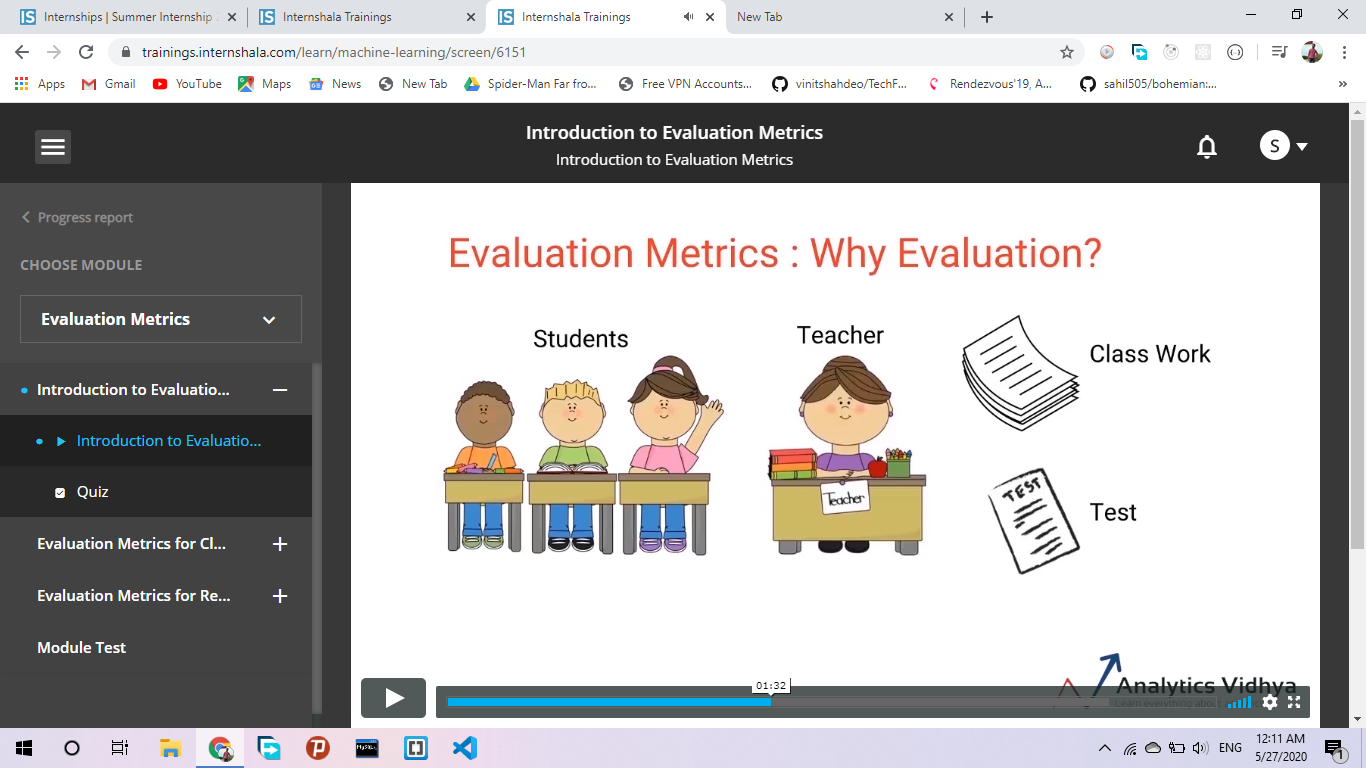 Internships | Summer Internship
Internshala Trainings
Internshala Trainings
New Tab
trainings.internshala.com/learn/machine-learning/screen/6151
Apps
Gmail
YouTube
Maps
News
New Tab
Spider-Man Far fro...
Free VPN Accounts...
vinitshahdeo/TechF...
Rendezvous'19, A...
sahil505/bohemian:...
Introduction to Evaluation Metrics
Introduction to Evaluation Metrics
S
Progress report
CHOOSE MODULE
Evaluation Metrics
Introduction to Evaluatio...
Introduction to Evaluatio...
Quiz
Evaluation Metrics for Cl...
Evaluation Metrics for Re...
Module Test
Evaluation Metrics : Why Evaluation?
Students
Teacher
Class Work
Teacher
TEST
Test
01:32
Analytics Vidhya
Learn everything about
MySQL
ENG
12:11 AM
5/27/2020
1